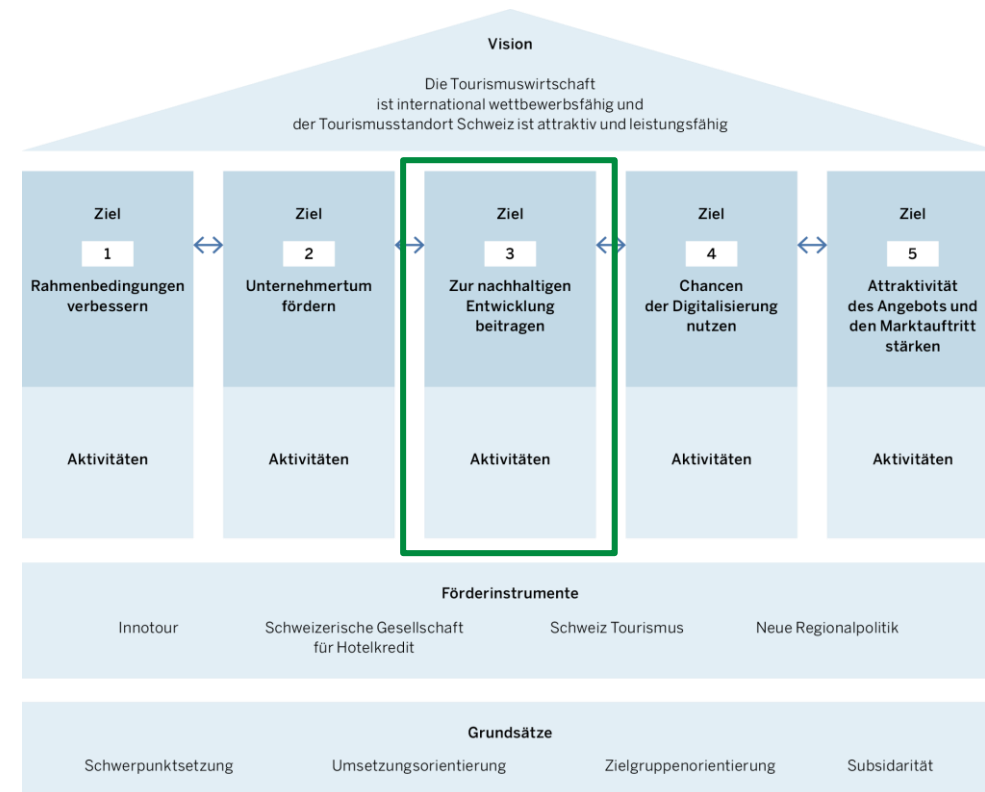 Vision
Die Tourismuswirtschaft
ist international wettbewerbsfähig und
der Tourismusstandort Schweiz ist attraktiv und leistungsfähig
Ziel
1
Rahmenbedingungen
verbessern
Ziel
2
Unternehmertum
fördern
Ziel
3
Zur nachhaltigen
Entwicklung
beitragen
Ziel
4
Chancen
der Digitalisierung
nutzen
Ziel
5
Attraktivität
des Angebots und
den Marktauftritt
stärken
Aktivitäten
Aktivitäten
Aktivitäten
Aktivitäten
Aktivitäten
Förderinstrumente
Innotour
Schweizerische Gesellschaft
für Hotelkredit
Schweiz Tourismus
Neue Regionalpolitik
Grundsätze
Schwerpunktsetzung
Umsetzungsorientierung
Zielgruppenorientierung
Subsidarität